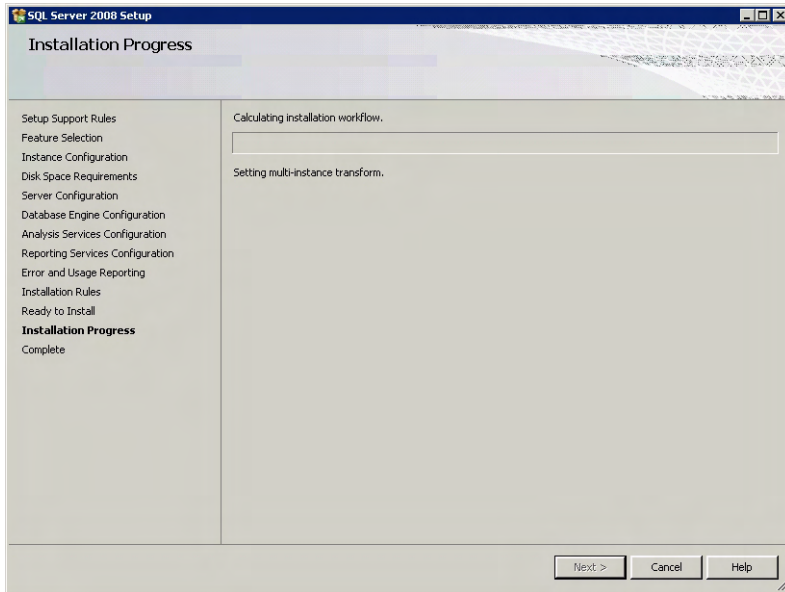 SQL Server 2008 Setup
Installation Progress
Setup Support Rules
Feature Selection
Instance Configuration
Disk Space Requirements
Server Configuration
Database Engine Configuration
Analysis Services Configuration
Reporting Services Configuration
Error and Usage Reporting
Installation Rules
Ready to Install
Installation Progress
Complete
Calculating installation workflow.
Setting multi-instance transform.
Next >
Cancel
Help